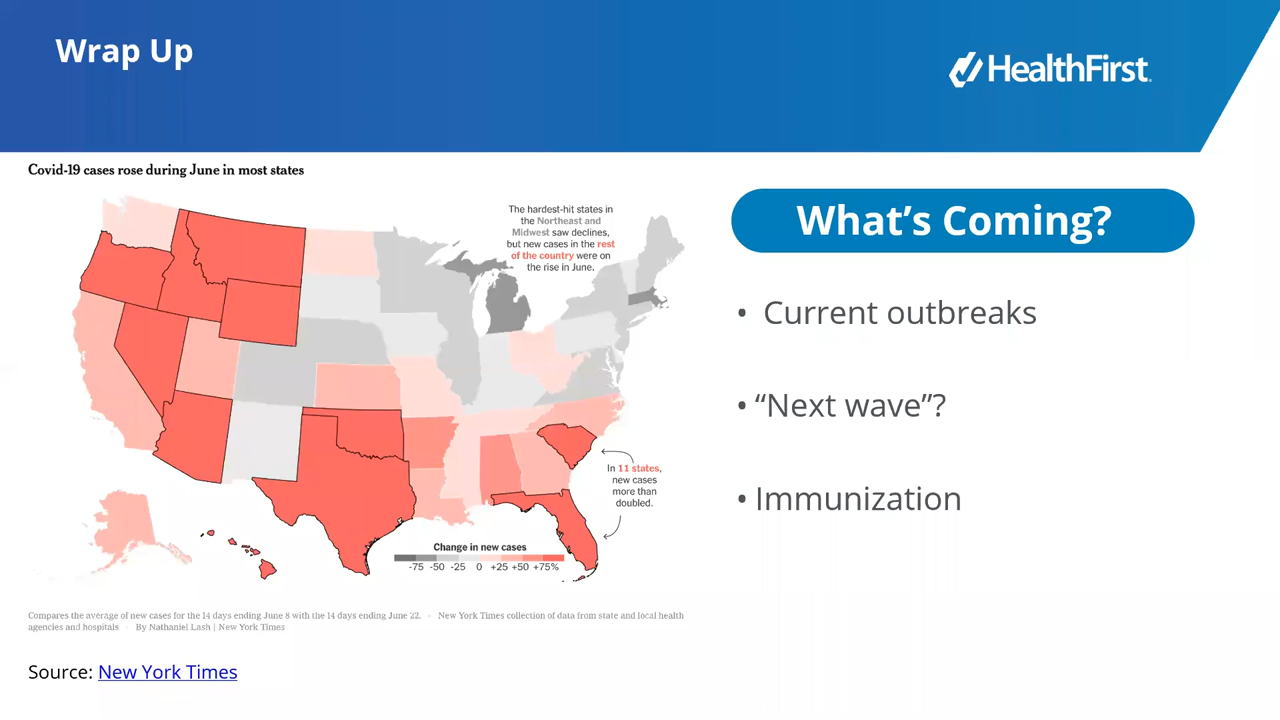 Wrap Up
HealthFirst
Covid-19 cases rose during June in most states
The hardest-hit states in
the Northeast and
Midwest saw declines,
but new cases in the rest
of the country were on
the rise in June.
In 11 states,
new cases
more than
doubled.
Change in new cases
-75 -50 -25 0 +25 +50 +75%
Compares the average of new cases for the 14 days ending June 8 with the 14 days ending June 22. · New York Times collection of data from state and local health
agencies and hospitals · By Nathaniel Lash | New York Times
Source: New York Times
What’s Coming?
• Current outbreaks
• “Next wave”?
• Immunization